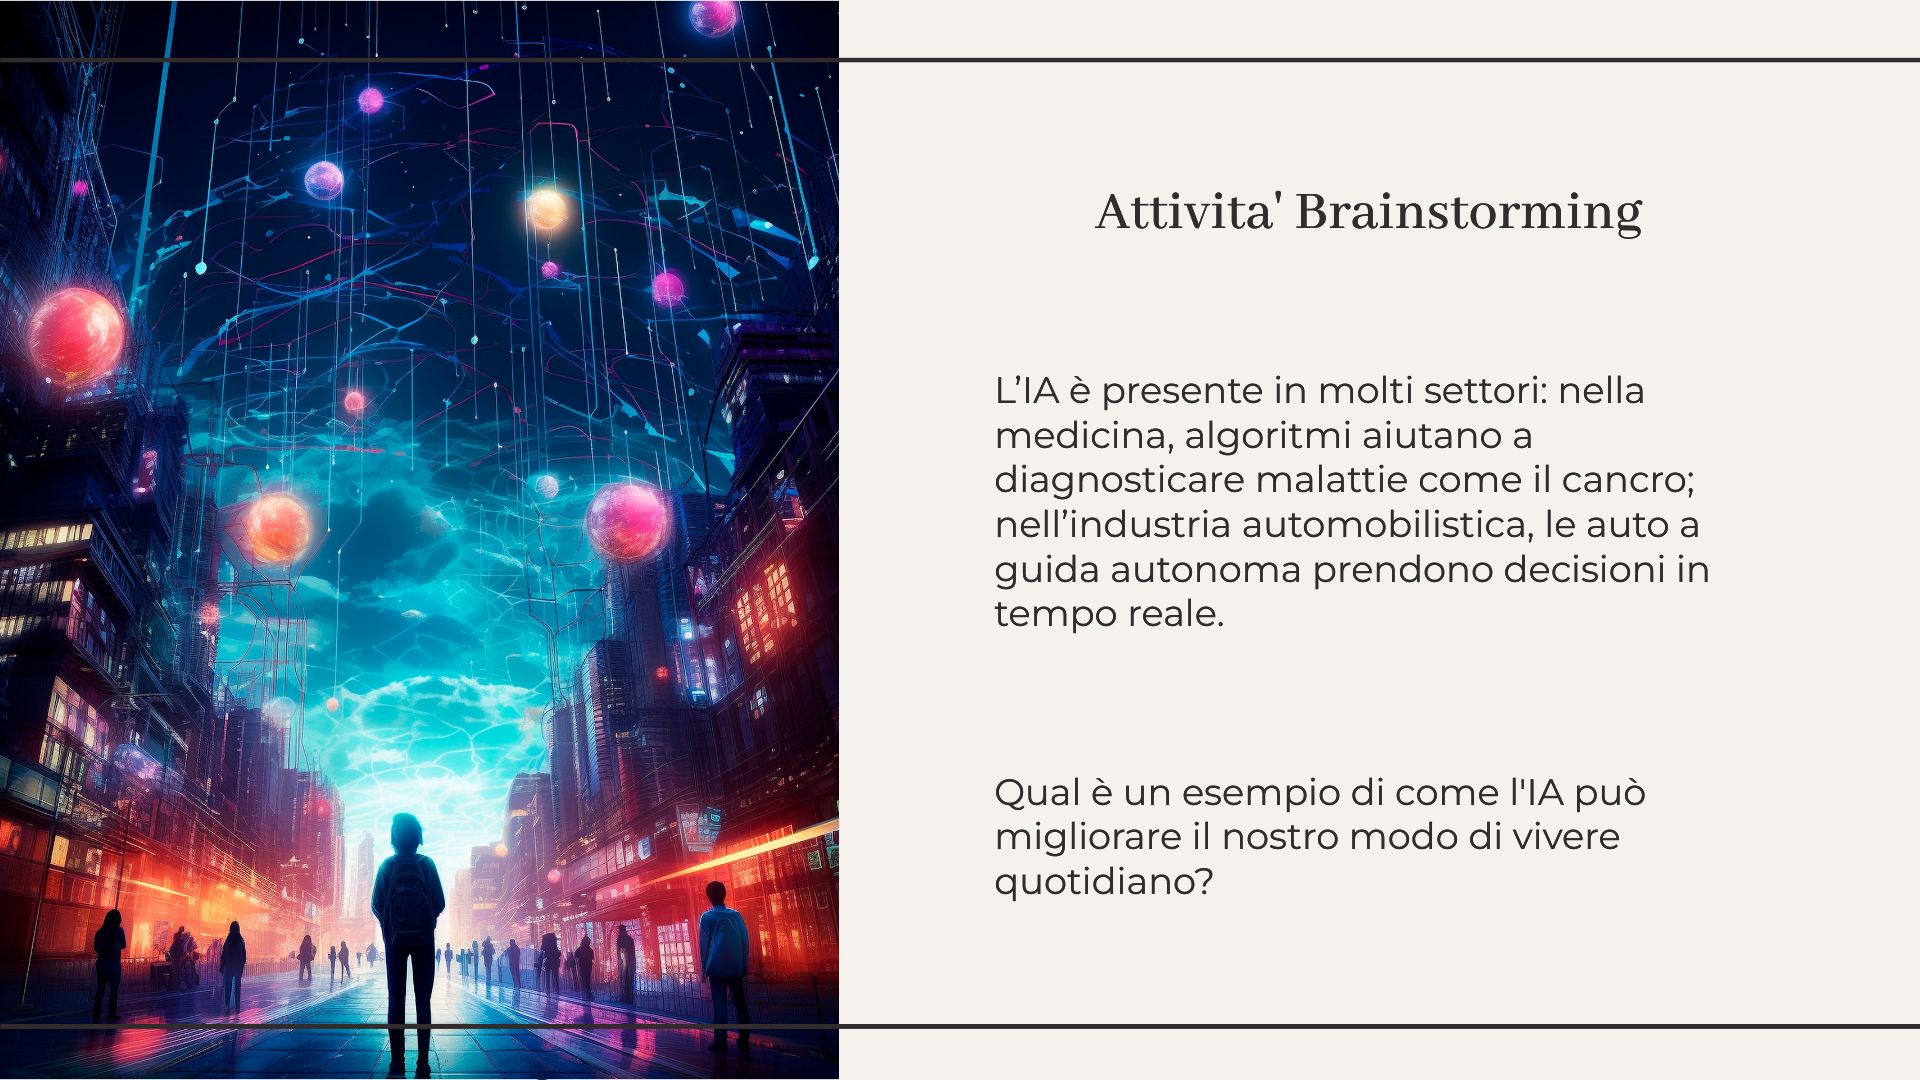 Attivita' Brainstorming
L’IA è presente in molti settori: nella
medicina, algoritmi aiutano a
diagnosticare malattie come il cancro;
nell’industria automobilistica, le auto a
guida autonoma prendono decisioni in
tempo reale.
Qual è un esempio di come l'IA può
migliorare il nostro modo di vivere
quotidiano?